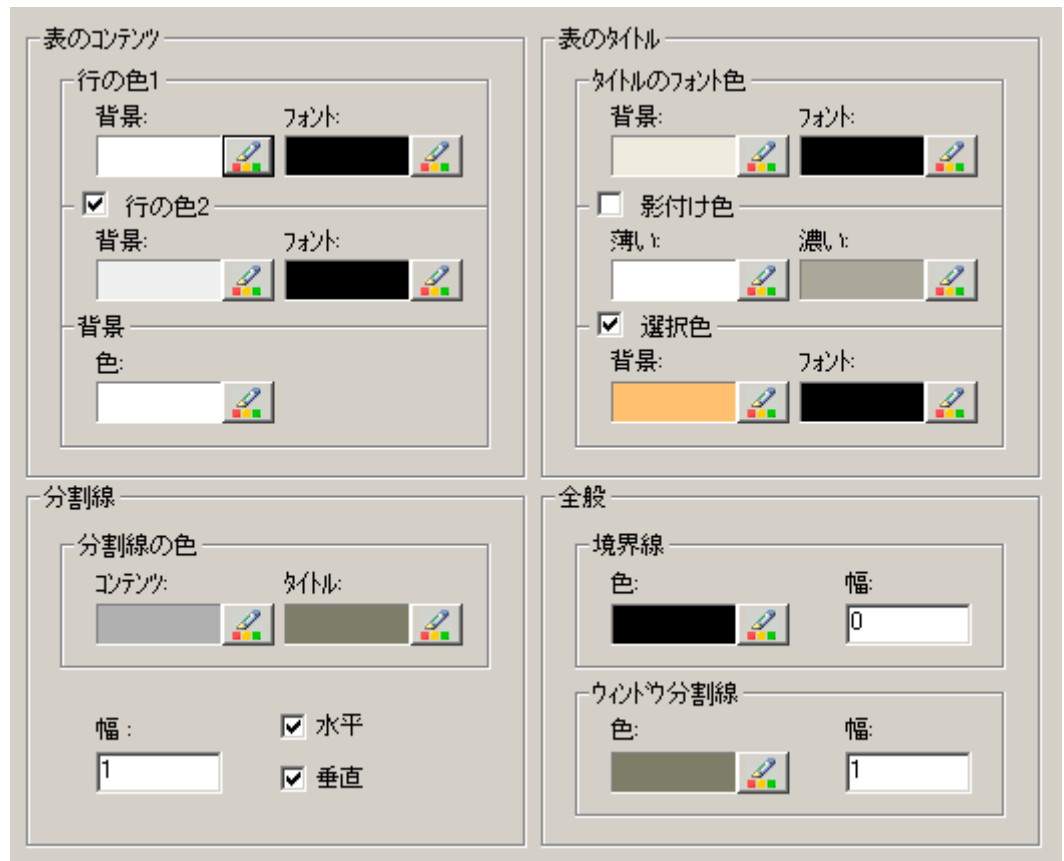 表のｺﾝﾃﾝﾂ
行の色1
背景:
ﾌｫﾝﾄ:
行の色2
背景:
ﾌｫﾝﾄ:
背景
色:
表のﾀｲﾄﾙ
ﾀｲﾄﾙのﾌｫﾝﾄ色
背景:
ﾌｫﾝﾄ:
影付け色
薄い:
濃い:
選択色
背景:
ﾌｫﾝﾄ:
分割線
分割線の色
ｺﾝﾃﾝﾂ:
ﾀｲﾄﾙ:
幅 :
1
水平
垂直
全般
境界線
色:
幅:
0
ｳｨﾝﾄﾞｳ分割線
色:
幅:
1